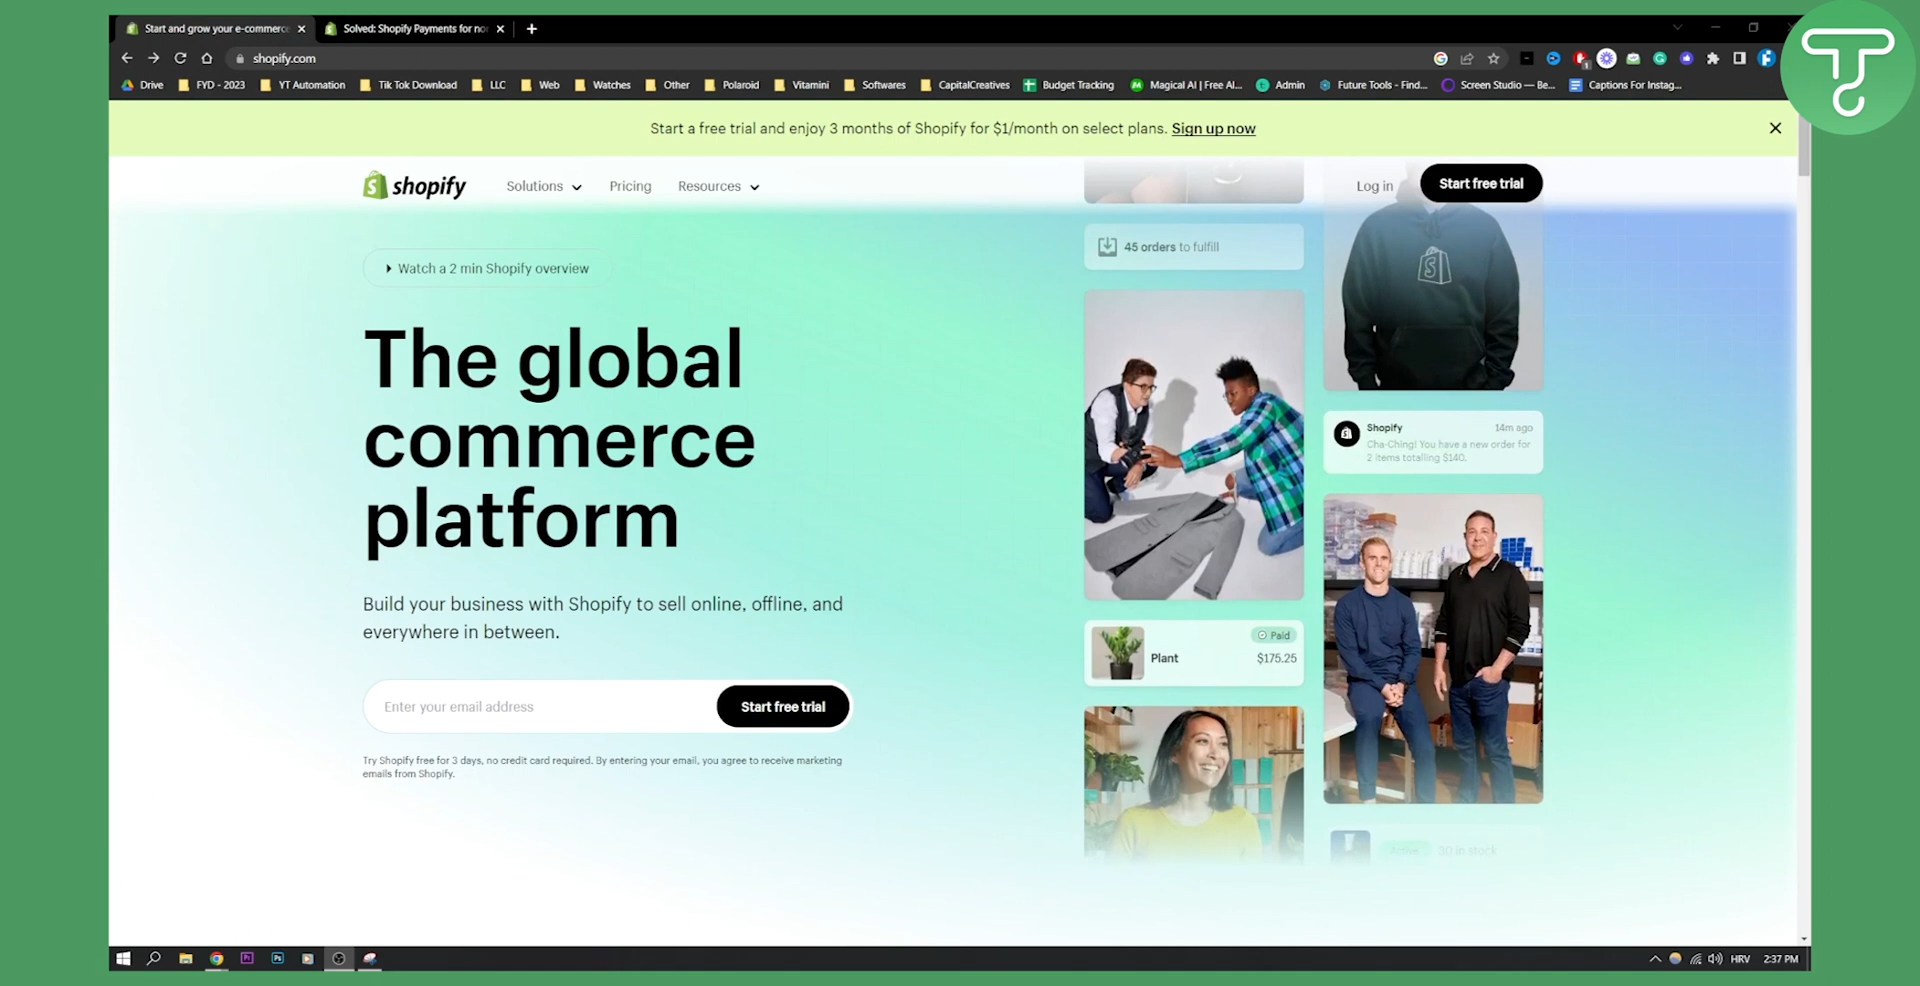 Start and grow your e-commerce
Solved: Shopify Payments for no
shopify.com
Drive
FYD - 2023
YT Automation
Tik Tok Download
LLC
Web
Watches
Other
Polaroid
Vitamini
Softwares
CapitalCreatives
Budget Tracking
Magical AI | Free AI...
Admin
Future Tools - Find...
Screen Studio — Be...
Captions For Instag...
Start a free trial and enjoy 3 months of Shopify for $1/month on select plans. Sign up now
shopify
Solutions
Pricing
Resources
Log in
Start free trial
45 orders to fulfill
Watch a 2 min Shopify overview
The global
commerce
platform
Shopify
14m ago
Cha-Ching! You have a new order for
2 items totalling $140.
Build your business with Shopify to sell online, offline, and
everywhere in between.
Paid
Plant
$175.25
Enter your email address
Start free trial
Try Shopify free for 3 days, no credit card required. By entering your email, you agree to receive marketing
emails from Shopify.
Active
30 in stock
HRV
2:37 PM